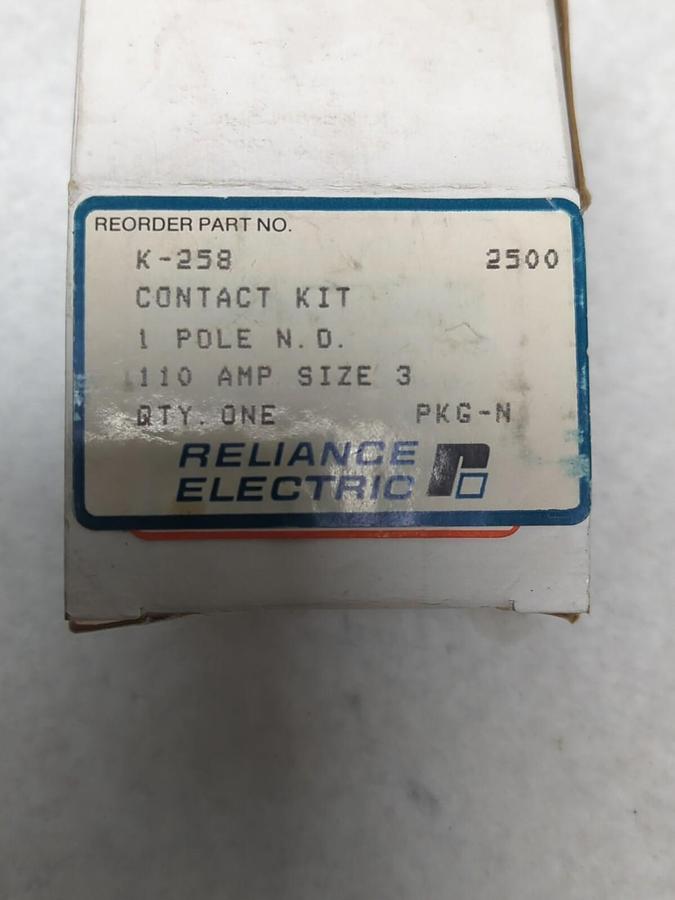 REORDER PART NO.
K-258 2500
CONTACT KIT
1 POLE N.O.
110 AMP SIZE 3
QTY. ONE PKG-N
RELIANCE
ELECTRIC